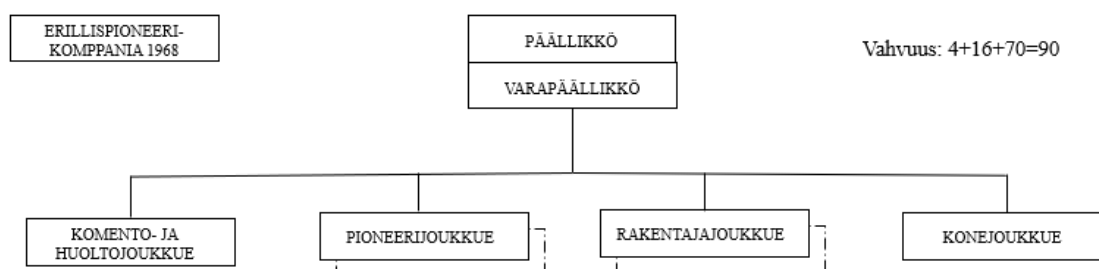 ERILLISPIONEERI-
KOMPPANIA 1968
PÄÄLLIKKÖ
VARAPÄÄLLIKKÖ
Vahvuus: 4+16+70=90
KOMENTO- JA
HUOLTOJOUKKUE
PIONEERIJOUKKUE
RAKENTAJAJOUKKUE
KONEJOUKKUE